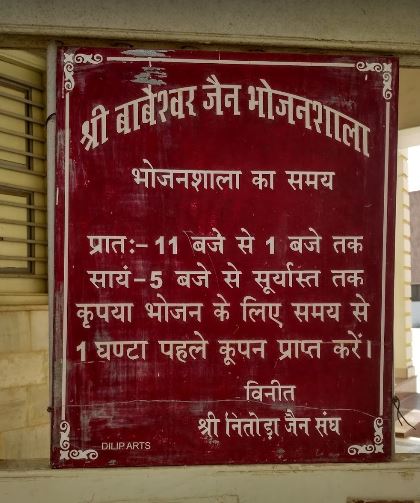 श्री बाबेश्वर जैन भोजनशाला
भोजनशाला का समय
प्रातः- 11 बजे से 1 बजे तक
सायं-5 बजे से सूर्यास्त तक
कृपया भोजन के लिए समय से
1 घण्टा पहले कूपन प्राप्त करें।
विनीत
श्री नितोड़ा जैन संघ
DILIP ARTS